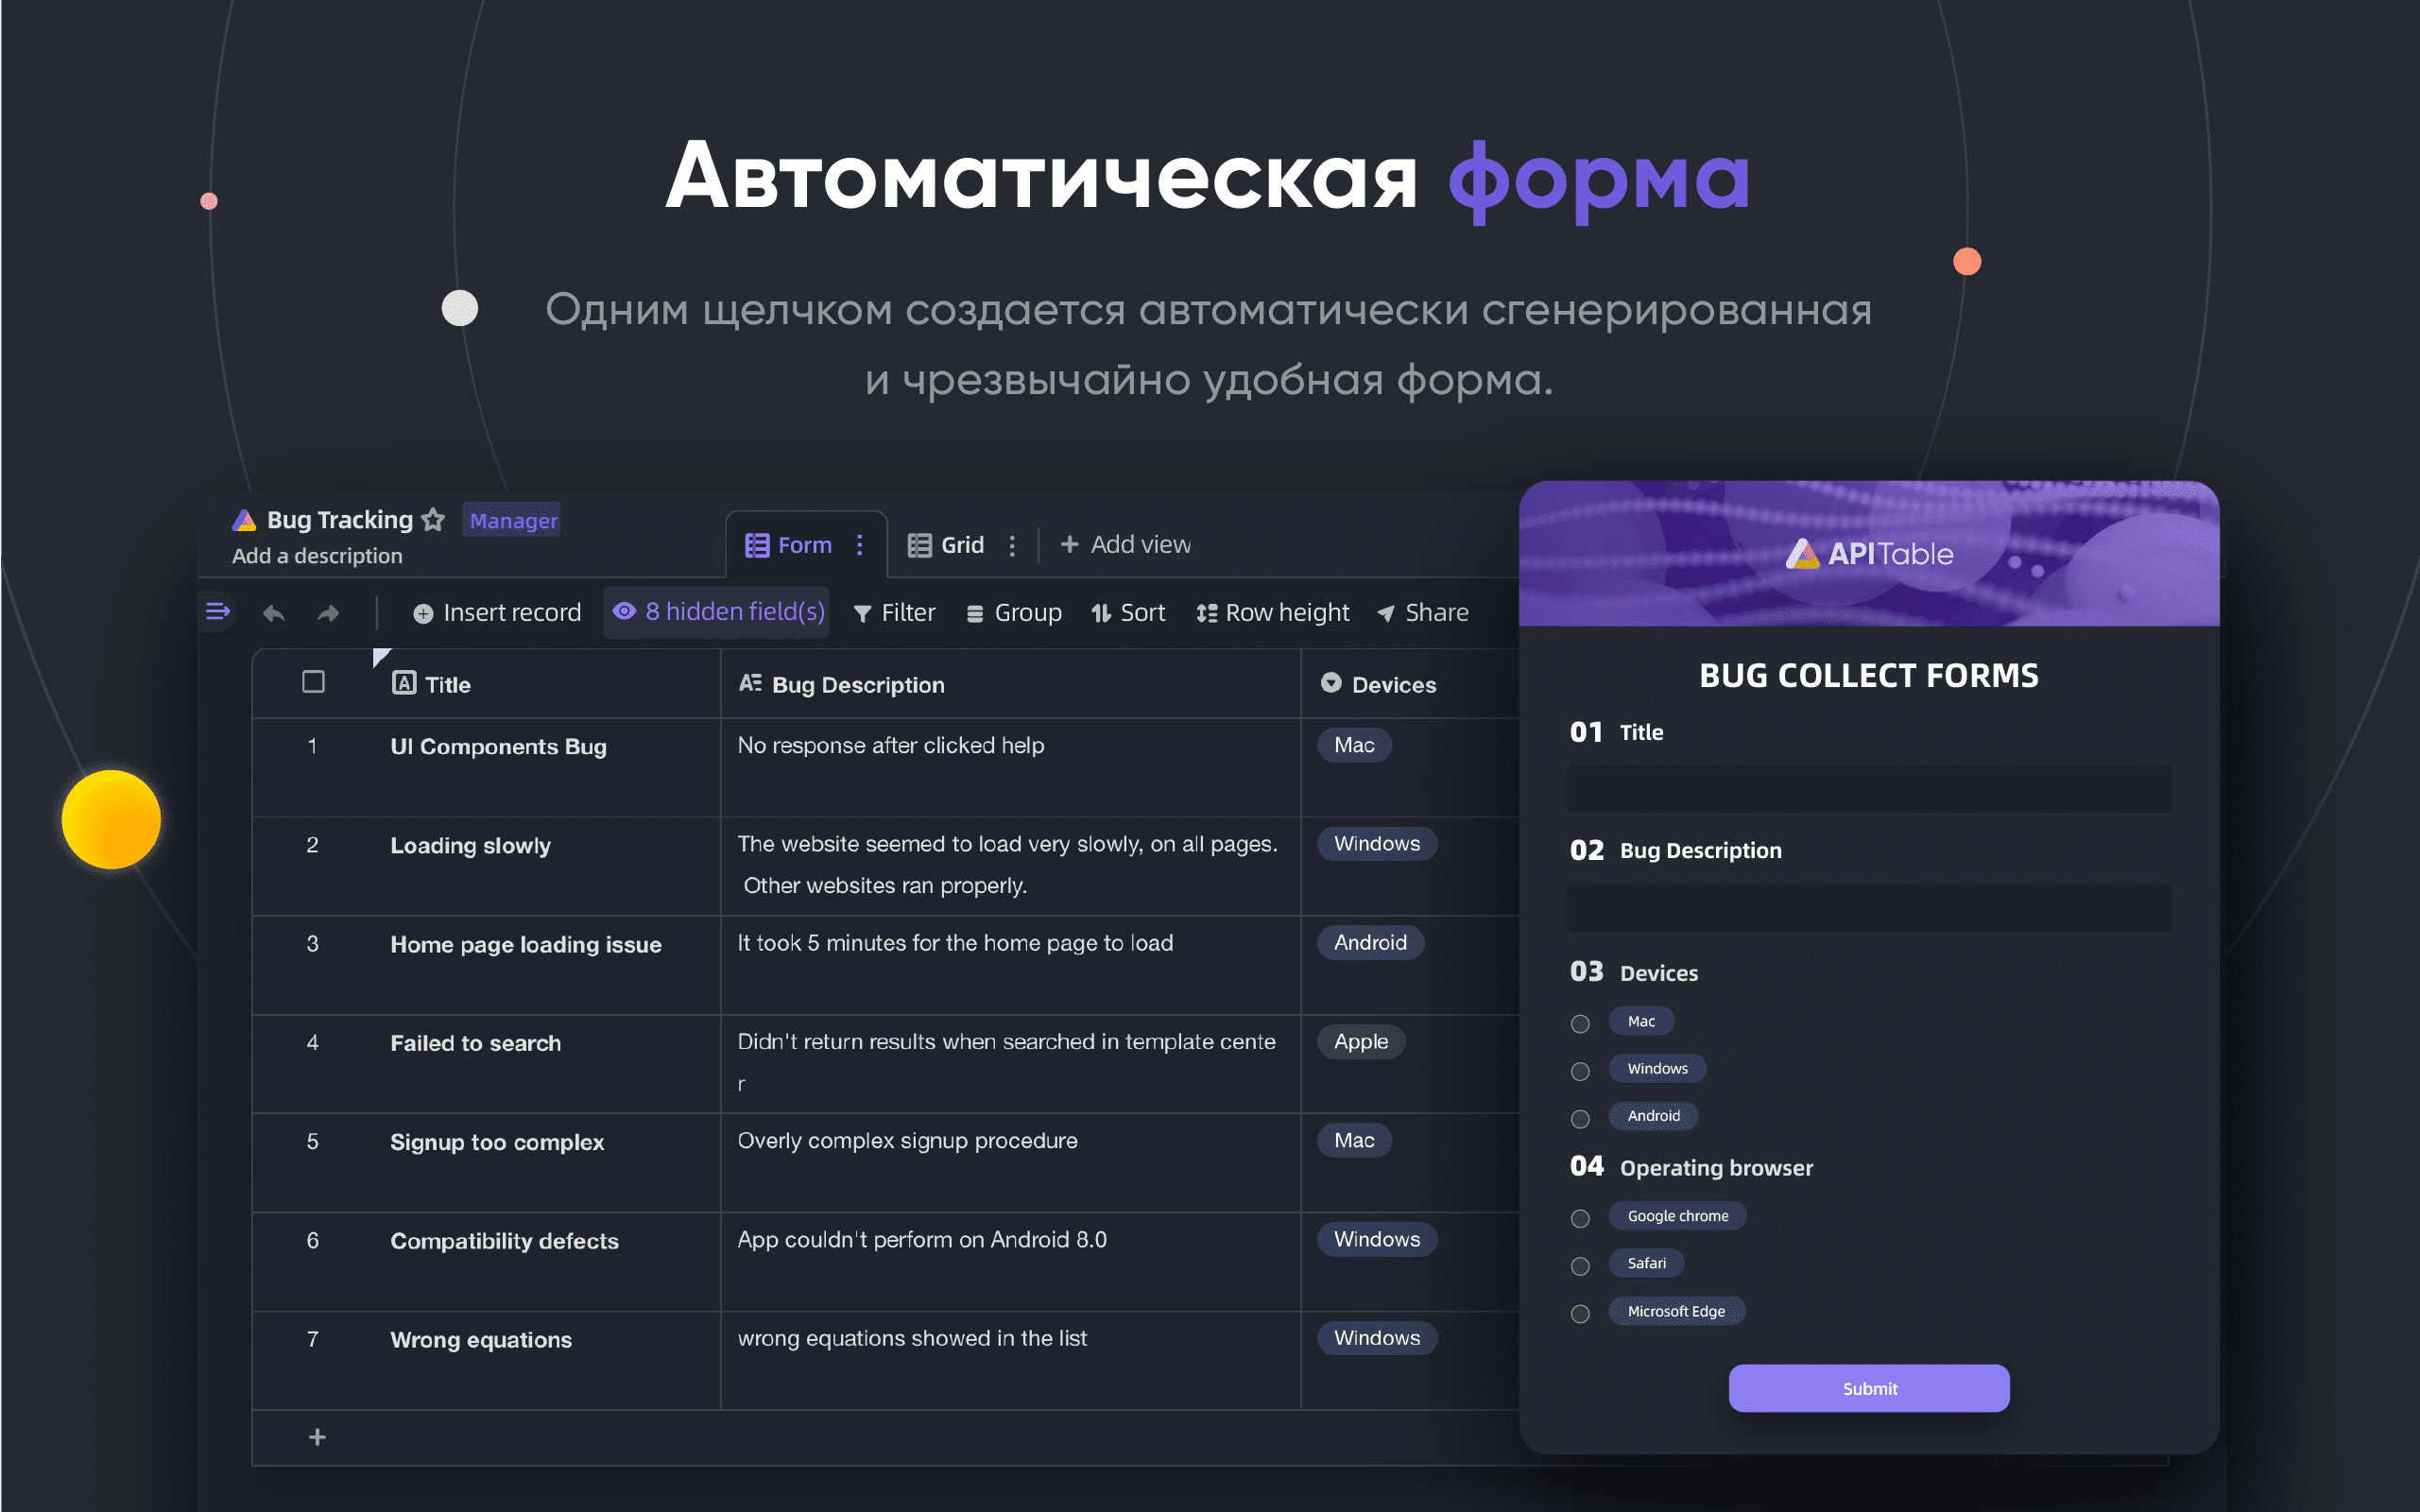 Автоматическая форма
Одним щелчком создается автоматически сгенерированная
и чрезвычайно удобная форма.
Bug Tracking
Manager
Add a description
Form
Grid
+ Add view
Insert record
8 hidden field(s)
Filter
Group
Sort
Row height
Share
Title
Bug Description
Devices
1
UI Components Bug
No response after clicked help
Mac
2
Loading slowly
The website seemed to load very slowly, on all pages.
Other websites ran properly.
Windows
3
Home page loading issue
It took 5 minutes for the home page to load
Android
4
Failed to search
Didn't return results when searched in template cente
r
Apple
5
Signup too complex
Overly complex signup procedure
Mac
6
Compatibility defects
App couldn't perform on Android 8.0
Windows
7
Wrong equations
wrong equations showed in the list
Windows
+
APITable
BUG COLLECT FORMS
01 Title
02 Bug Description
03 Devices
Mac
Windows
Android
04 Operating browser
Google chrome
Safari
Microsoft Edge
Submit